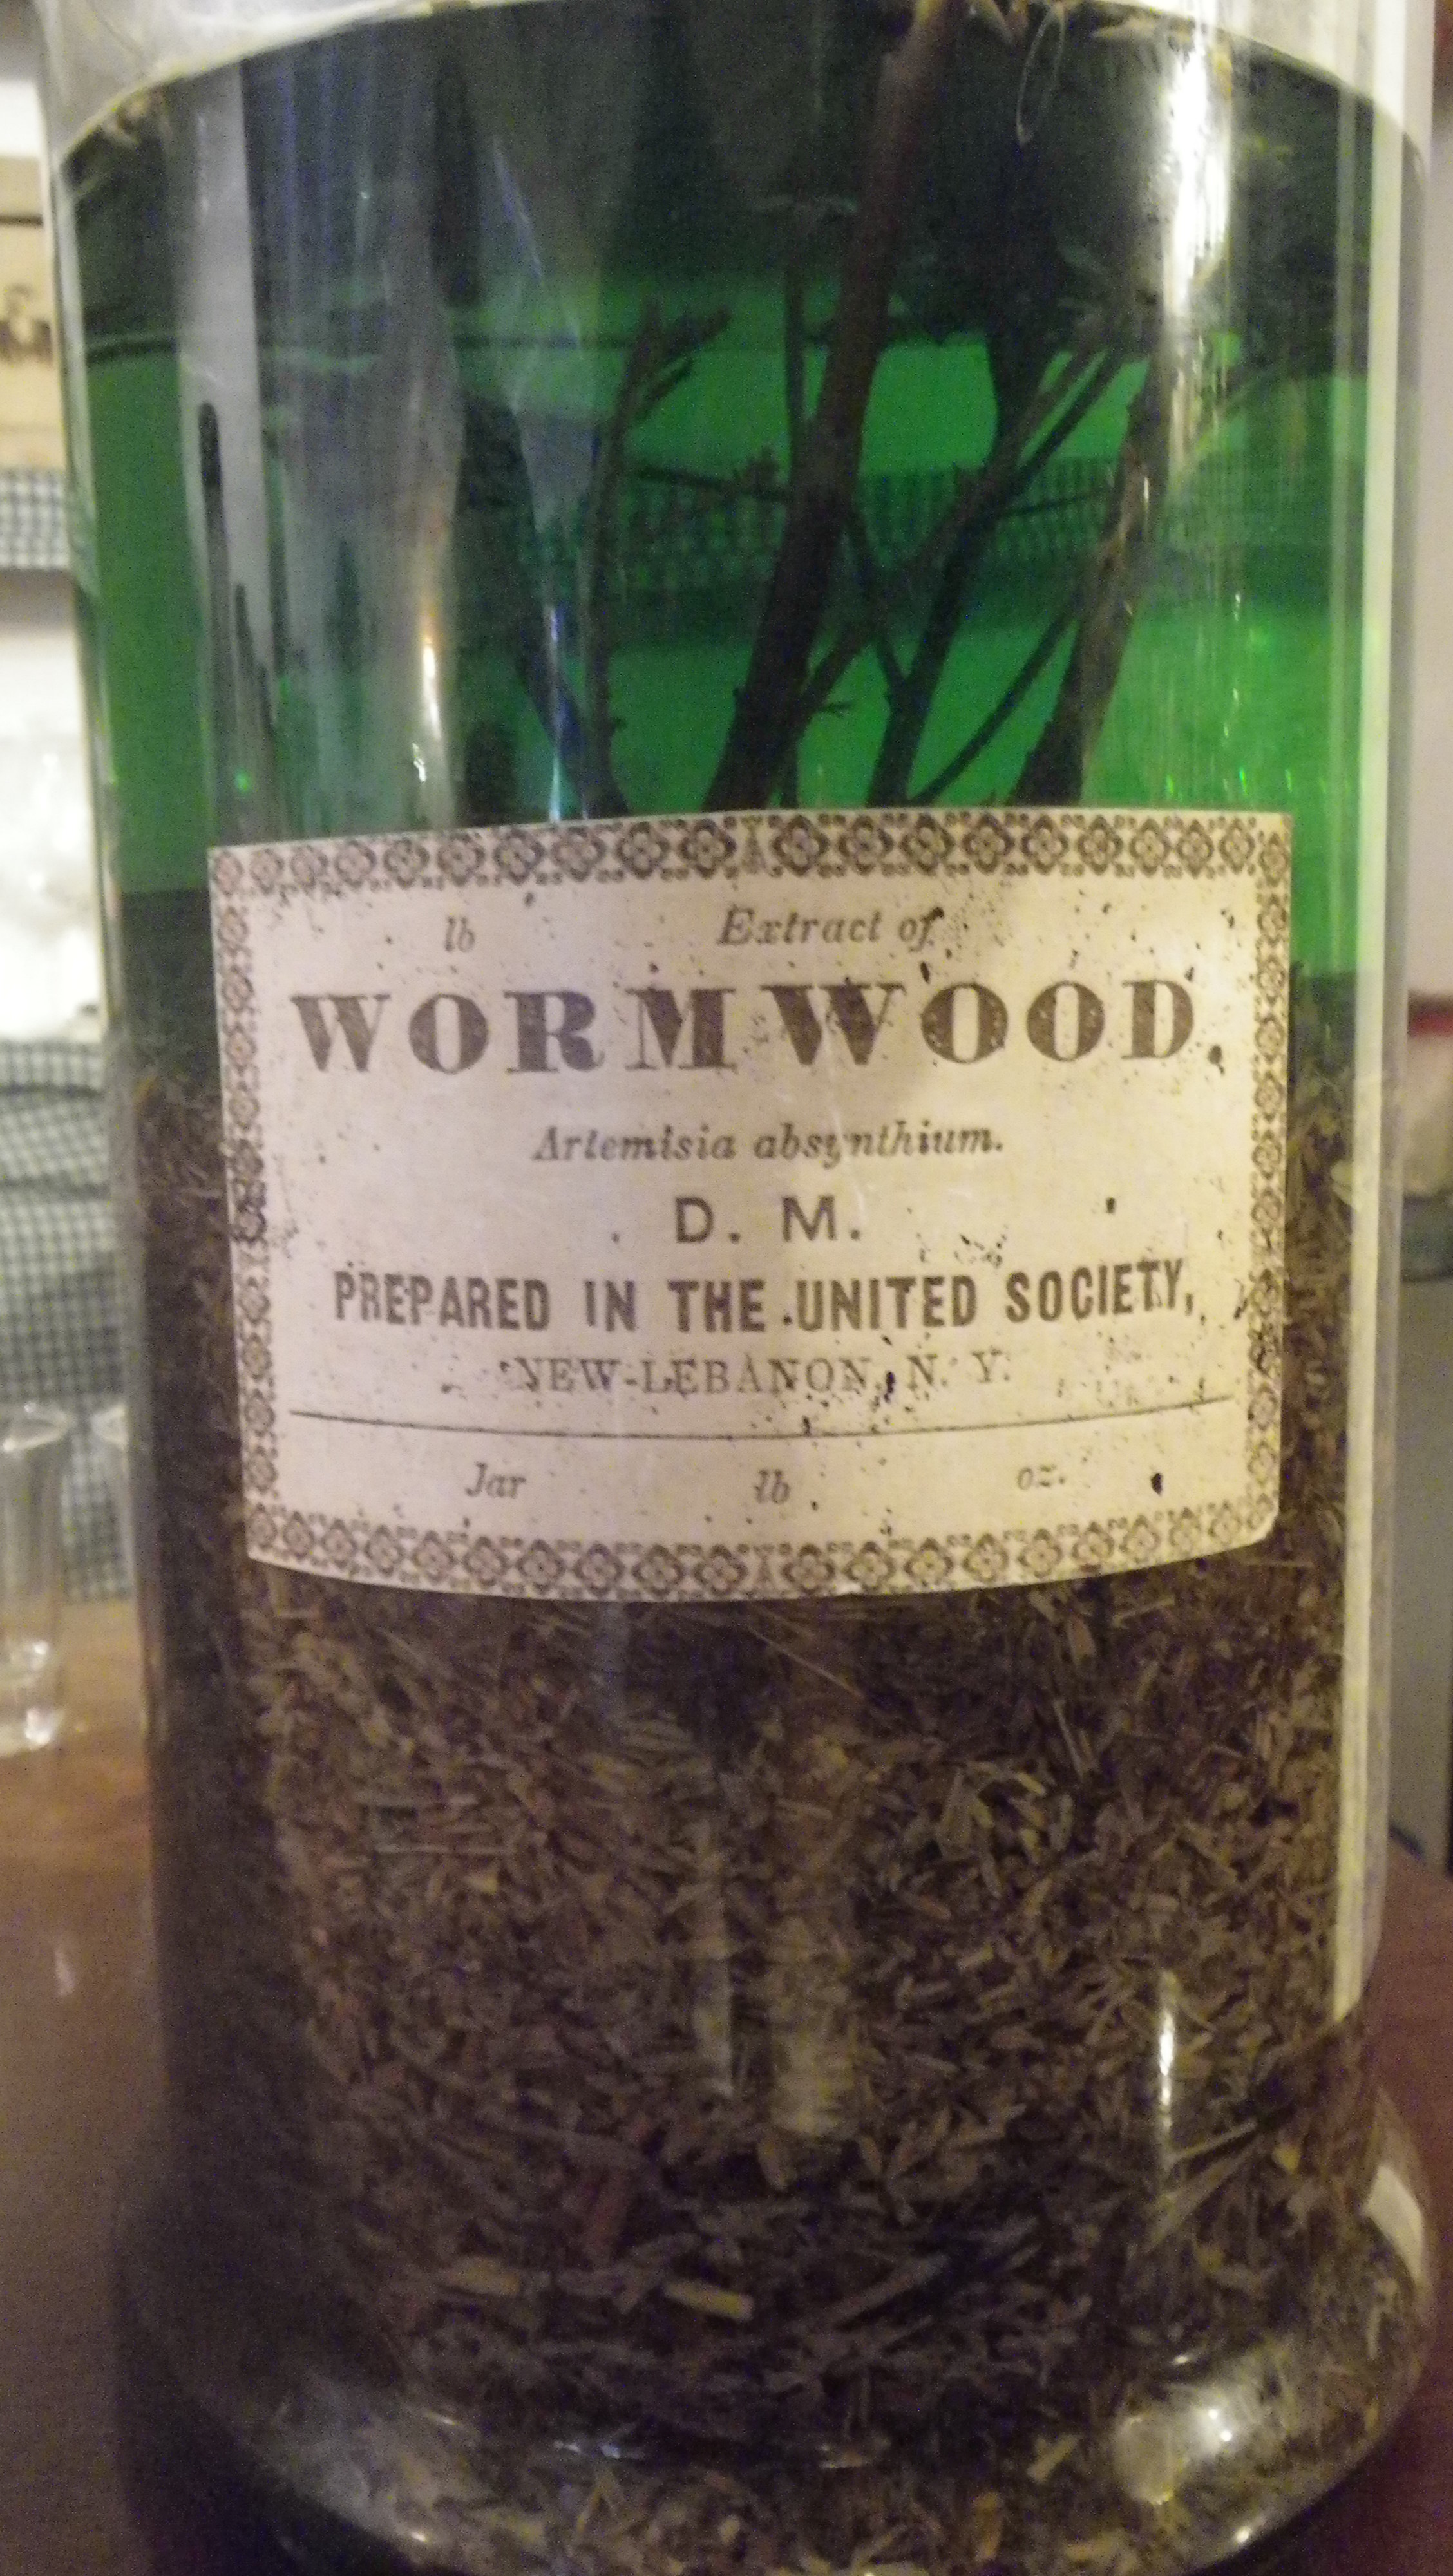 lb Extract of
WORMWOOD.
Artemisia absynthium.
D. M.
PREPARED IN THE UNITED SOCIETY,
NEW-LEBANON, N. Y.
Jar lb oz.